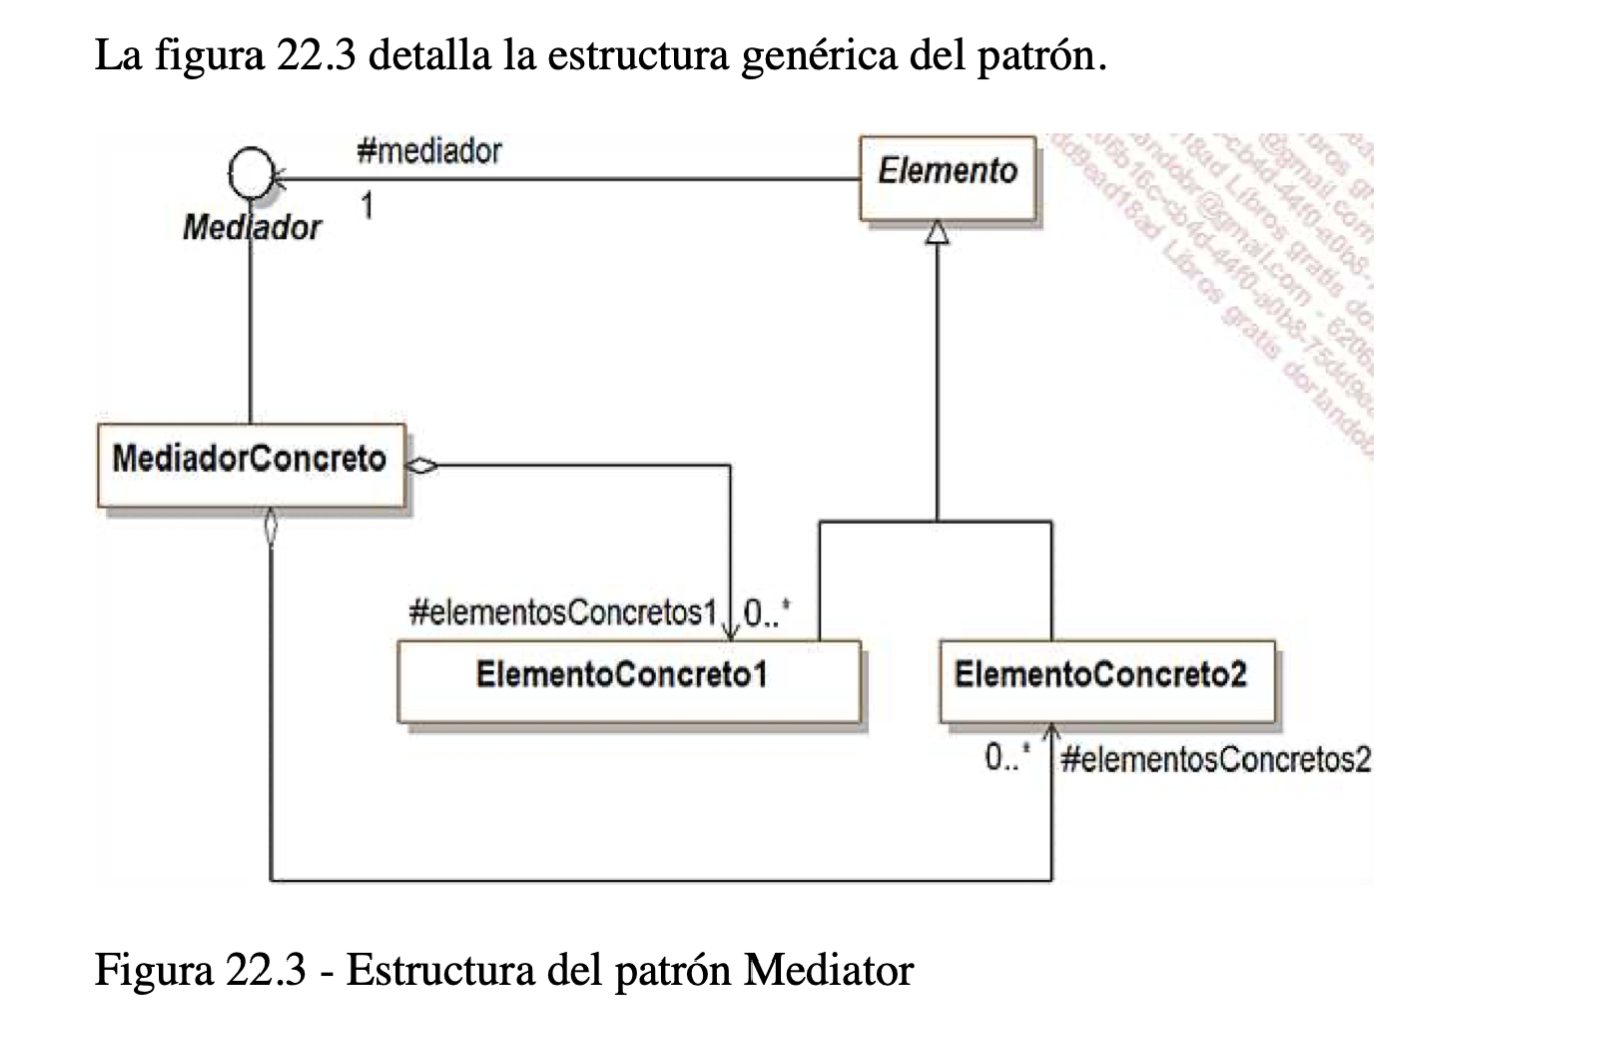 La figura 22.3 detalla la estructura genérica del patrón.
#mediador
1
Mediador
Elemento
MediadorConcreto
#elementosConcretos1
0..*
ElementoConcreto1
ElementoConcreto2
0..*
#elementosConcretos2
Figura 22.3 - Estructura del patrón Mediator